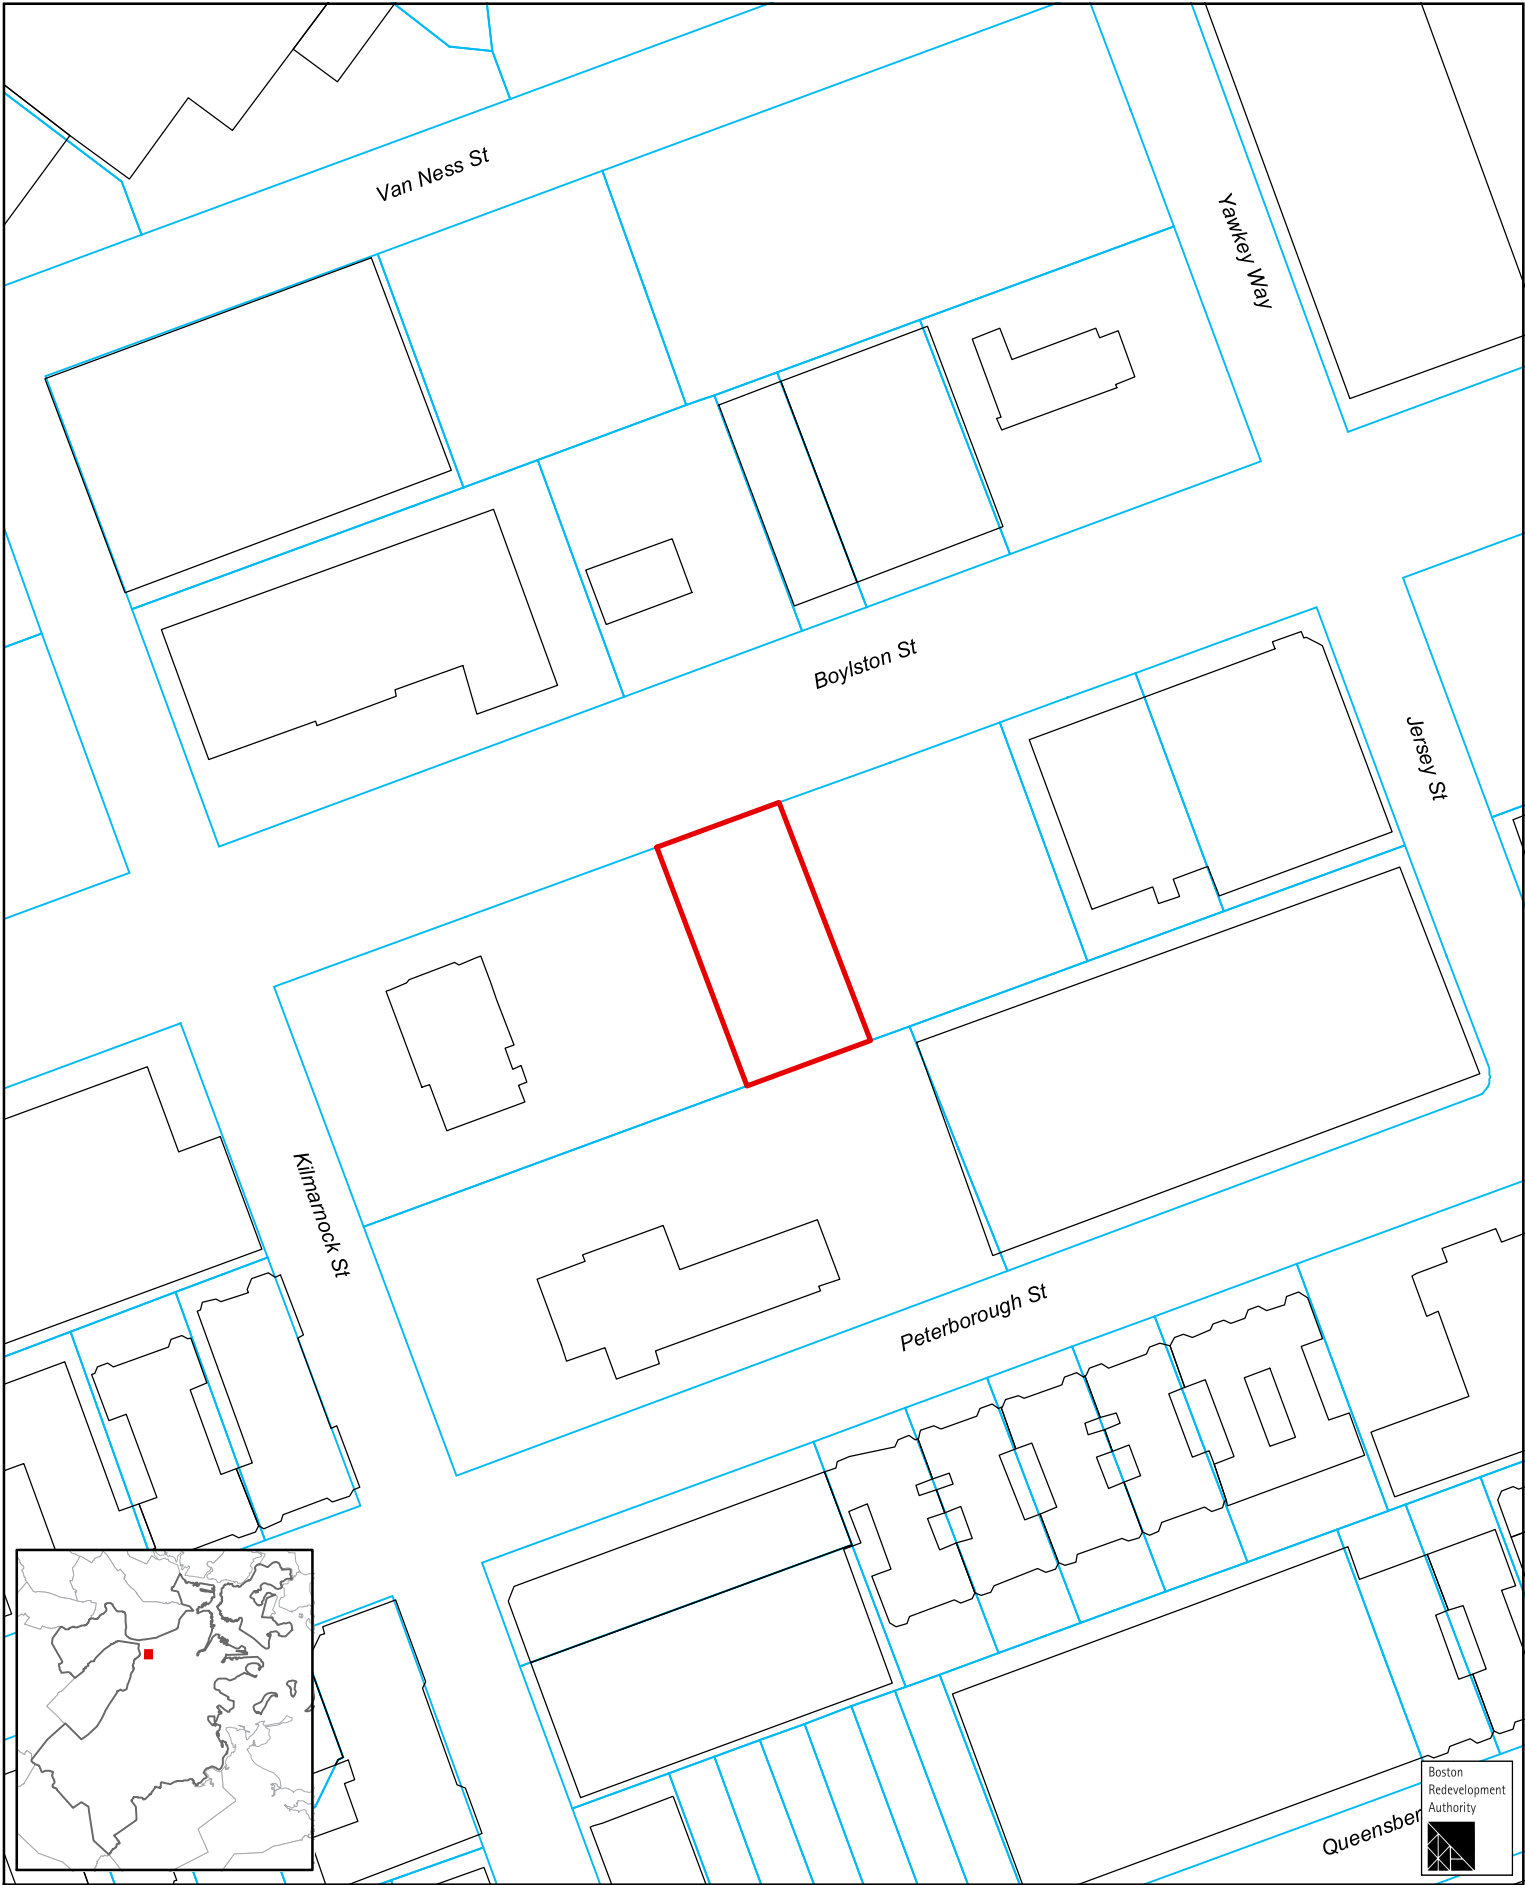 Van Ness St
Yawkey Way
Boylston St
Jersey St
Kilmarnock St
Peterborough St
Boston
Redevelopment
Authority